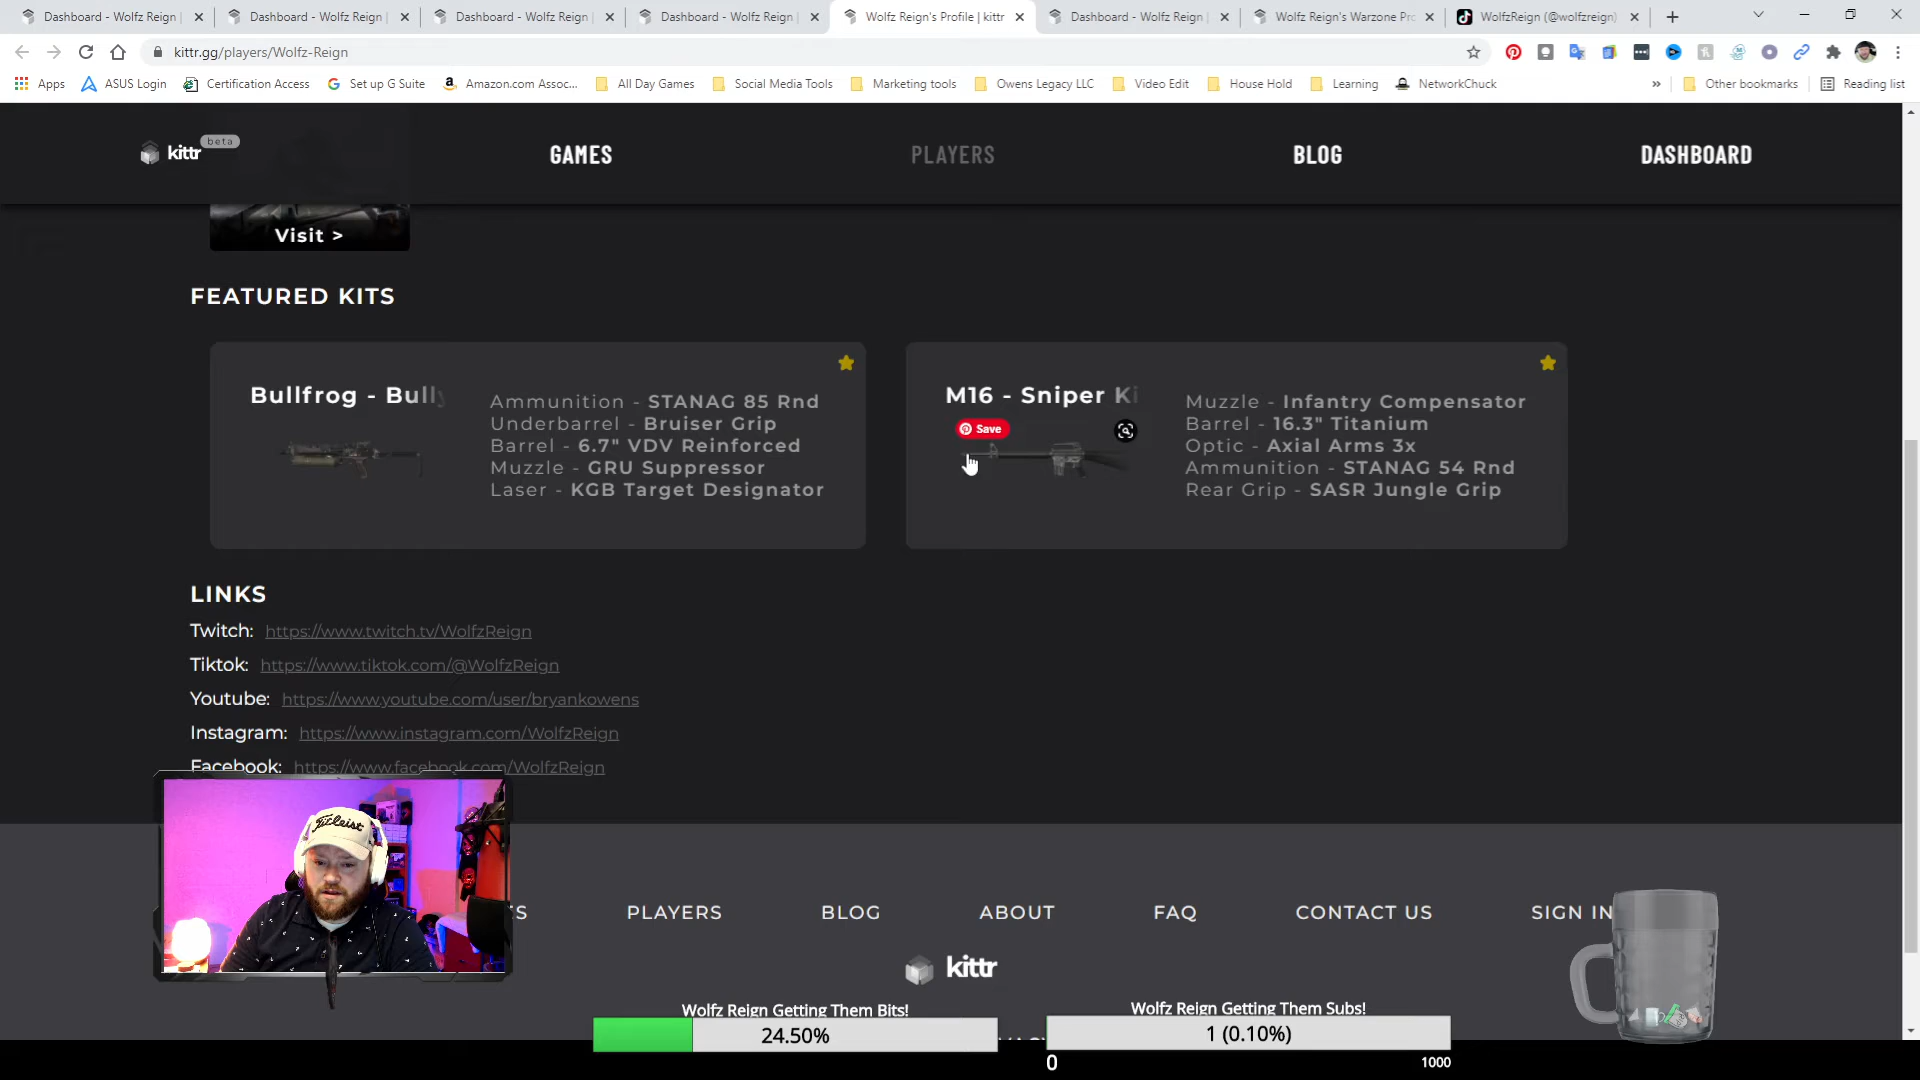 Dashboard - Wolfz Reign
Dashboard - Wolfz Reign
Dashboard - Wolfz Reign
Dashboard - Wolfz Reign
Wolfz Reign's Profile | kittr
Dashboard - Wolfz Reign
Wolfz Reign's Warzone Pro
WolfzReign (@wolfzreign)
kittr.gg/players/Wolfz-Reign
Apps
ASUS Login
Certification Access
Set up G Suite
Amazon.com Assoc...
All Day Games
Social Media Tools
Marketing tools
Owens Legacy LLC
Video Edit
House Hold
Learning
NetworkChuck
»
Other bookmarks
Reading list
kittr
beta
GAMES
PLAYERS
BLOG
DASHBOARD
Visit >
FEATURED KITS
Bullfrog - Bully
Ammunition - STANAG 85 Rnd
Underbarrel - Bruiser Grip
Barrel - 6.7" VDV Reinforced
Muzzle - GRU Suppressor
Laser - KGB Target Designator
M16 - Sniper Ki
Save
Muzzle - Infantry Compensator
Barrel - 16.3" Titanium
Optic - Axial Arms 3x
Ammunition - STANAG 54 Rnd
Rear Grip - SASR Jungle Grip
LINKS
Twitch: https://www.twitch.tv/WolfzReign
Tiktok: https://www.tiktok.com/@WolfzReign
Youtube: https://www.youtube.com/user/bryankowens
Instagram: https://www.instagram.com/WolfzReign
Facebook: https://www.facebook.com/WolfzReign
Titleist
PLAYERS
BLOG
ABOUT
FAQ
CONTACT US
SIGN IN
kittr
Wolfz Reign Getting Them Bits!
24.50%
Wolfz Reign Getting Them Subs!
1 (0.10%)
0
1000